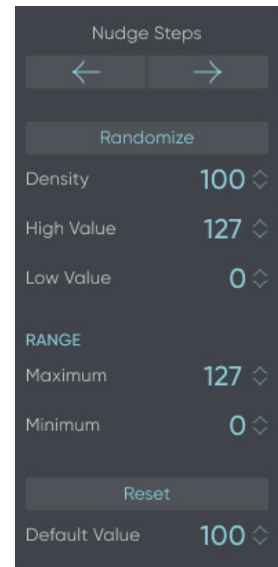 Nudge Steps
Randomize
Density 100
High Value 127
Low Value 0
RANGE
Maximum 127
Minimum 0
Reset
Default Value 100